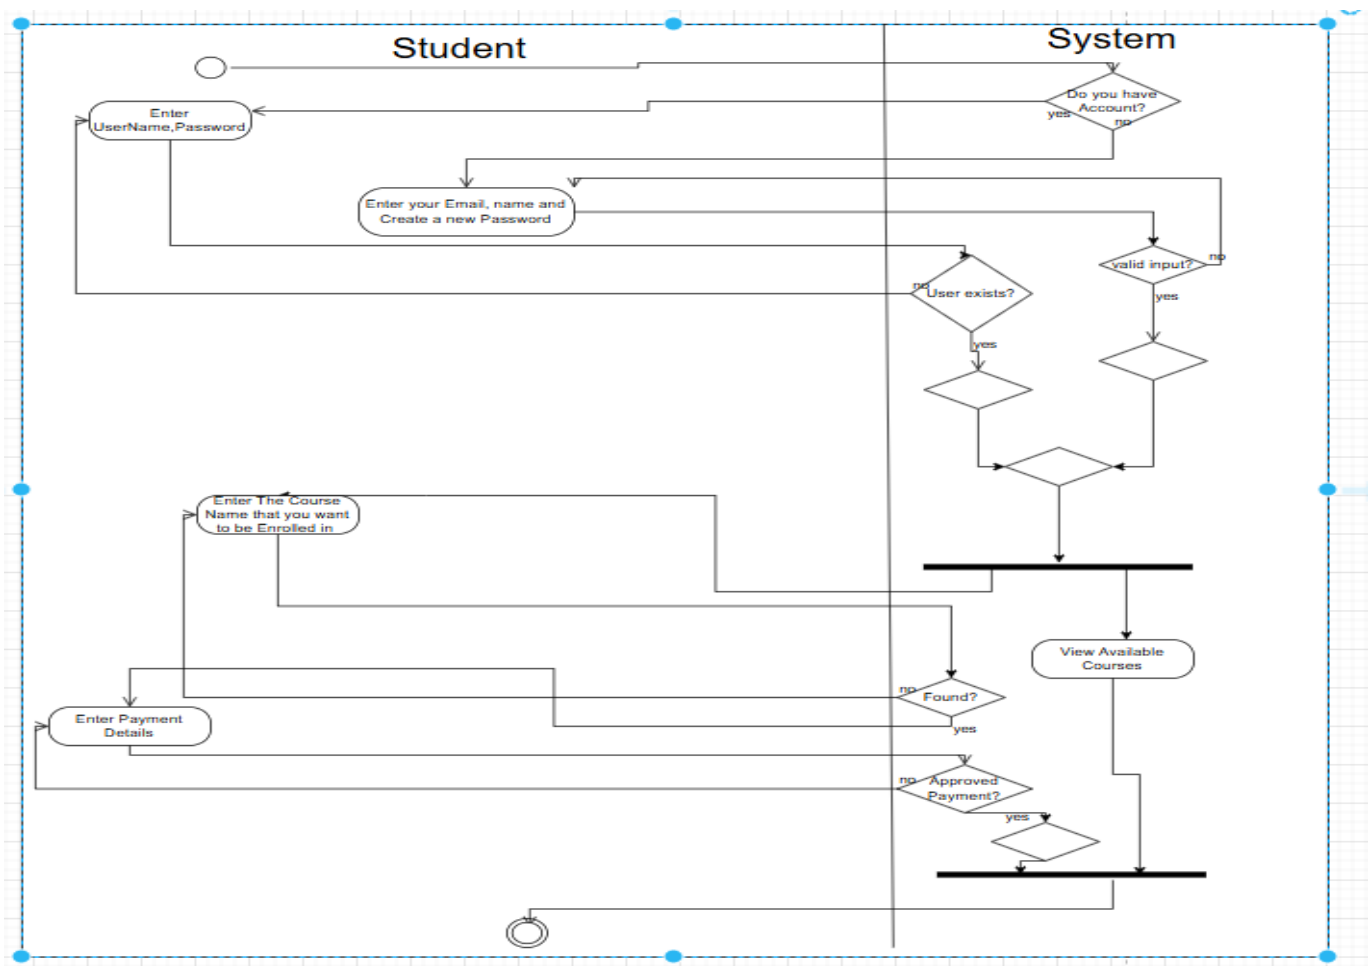 Student
System
Do you have
Account?
yes
no
Enter
UserName,Password
Enter your Email, name and
Create a new Password
valid input?
no
yes
no
User exists?
yes
Enter The Course
Name that you want
to be Enrolled in
View Available
Courses
no
Found?
yes
Enter Payment
Details
no
Approved
Payment?
yes